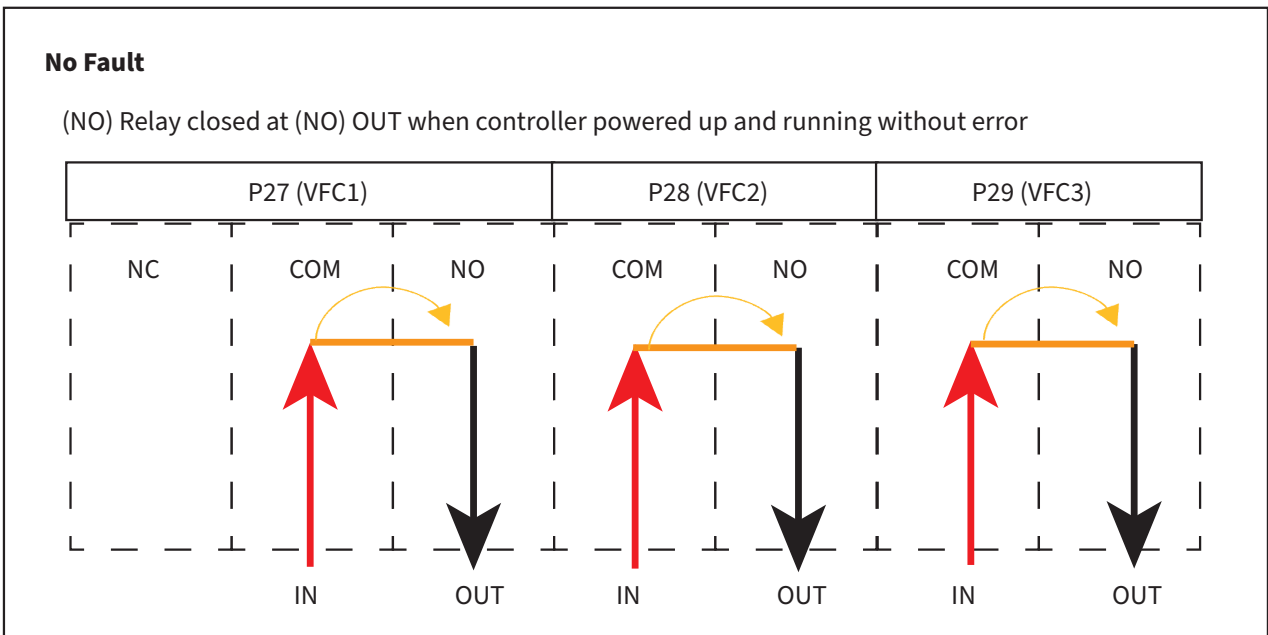 No Fault
(NO) Relay closed at (NO) OUT when controller powered up and running without error
P27 (VFC1) P28 (VFC2) P29 (VFC3)
NC COM NO COM NO COM NO
IN OUT IN OUT IN OUT